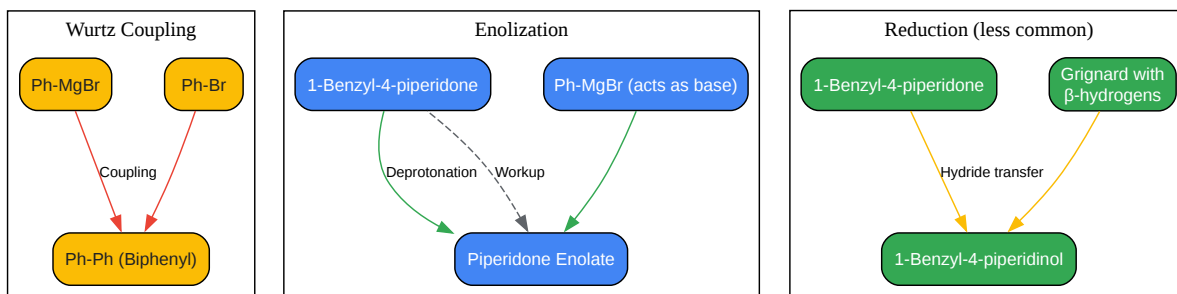 Wurtz Coupling
Ph-MgBr
Ph-Br
Coupling
Ph-Ph (Biphenyl)
Enolization
1-Benzyl-4-piperidone
Ph-MgBr (acts as base)
Deprotonation
Workup
Piperidone Enolate
Reduction (less common)
1-Benzyl-4-piperidone
Grignard with
β-hydrogens
Hydride transfer
1-Benzyl-4-piperidinol